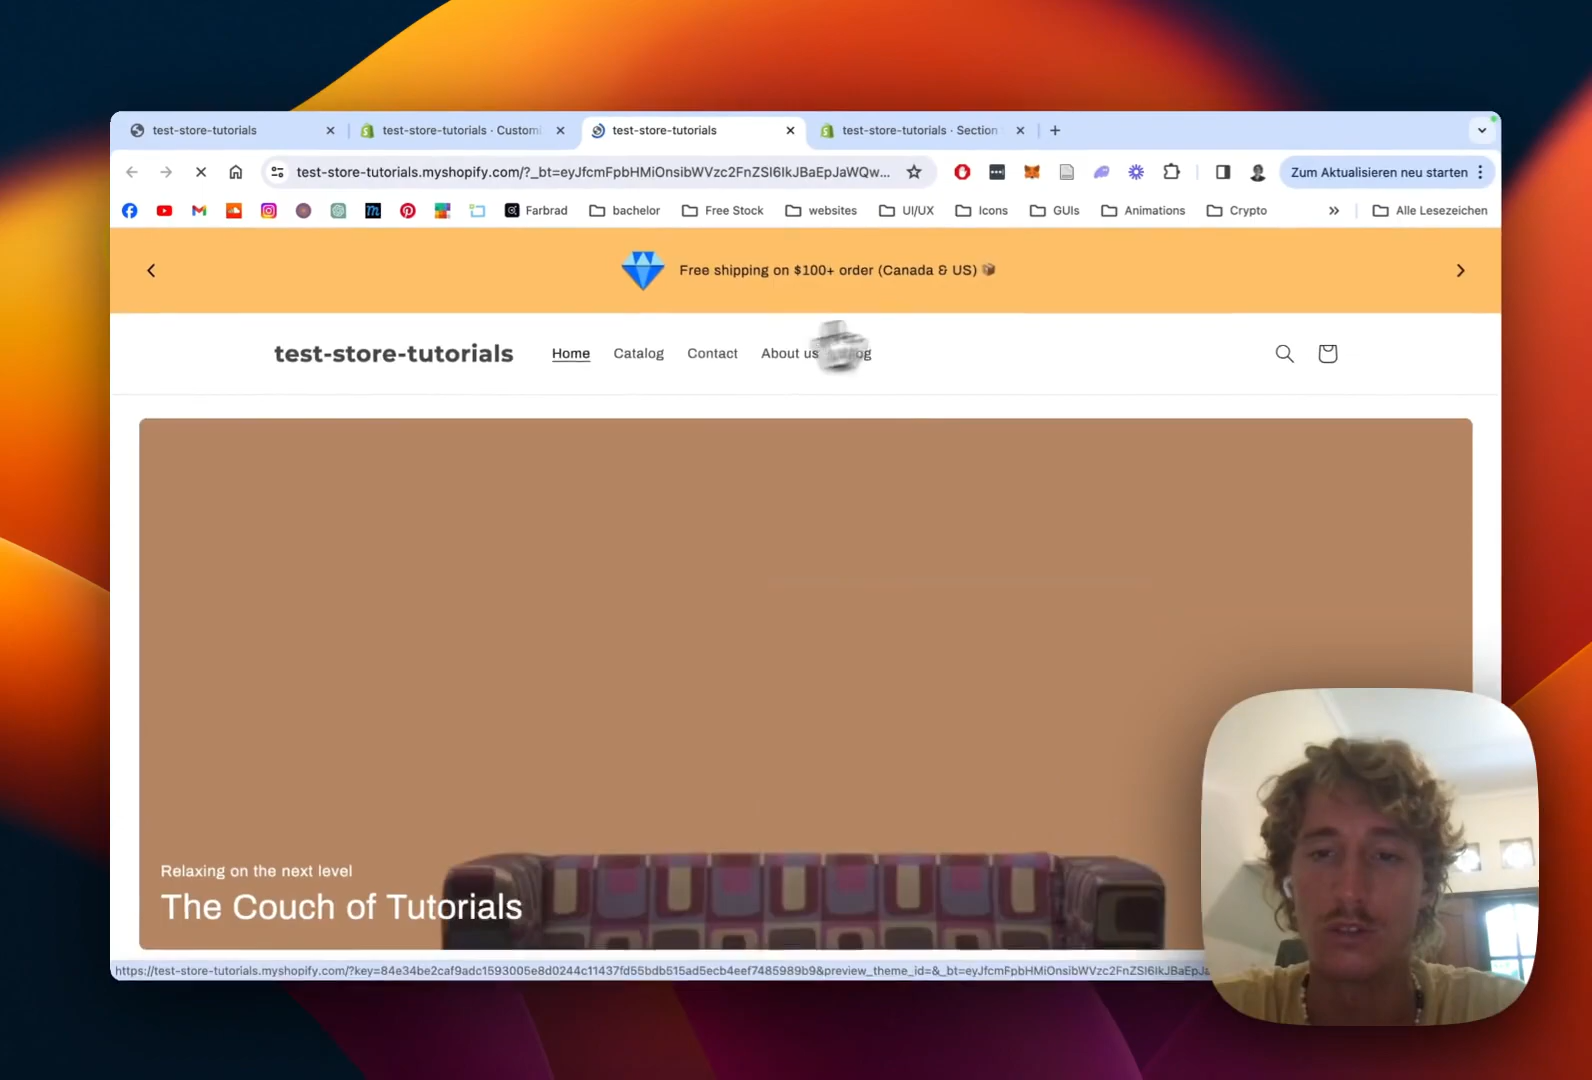 test-store-tutorials
test-store-tutorials · Customi
test-store-tutorials
test-store-tutorials · Section
test-store-tutorials.myshopify.com/?_bt=eyJfcmFpbHMiOnsibWVzc2FnZSI6IkJBaEpJaWQw...
Zum Aktualisieren neu starten
Farbrad
bachelor
Free Stock
websites
UI/UX
Icons
GUIs
Animations
Crypto
Alle Lesezeichen
Free shipping on $100+ order (Canada & US)
test-store-tutorials
Home
Catalog
Contact
About us
Relaxing on the next level
The Couch of Tutorials
https://test-store-tutorials.myshopify.com/?key=84e34be2caf9adc1593005e8d0244c11437fd55bdb515ad5ecb4eef7485989b9&preview_theme_id=&_bt=eyJfcmFpbHMiOnsibWVzc2FnZSI6IkJBaEpJa